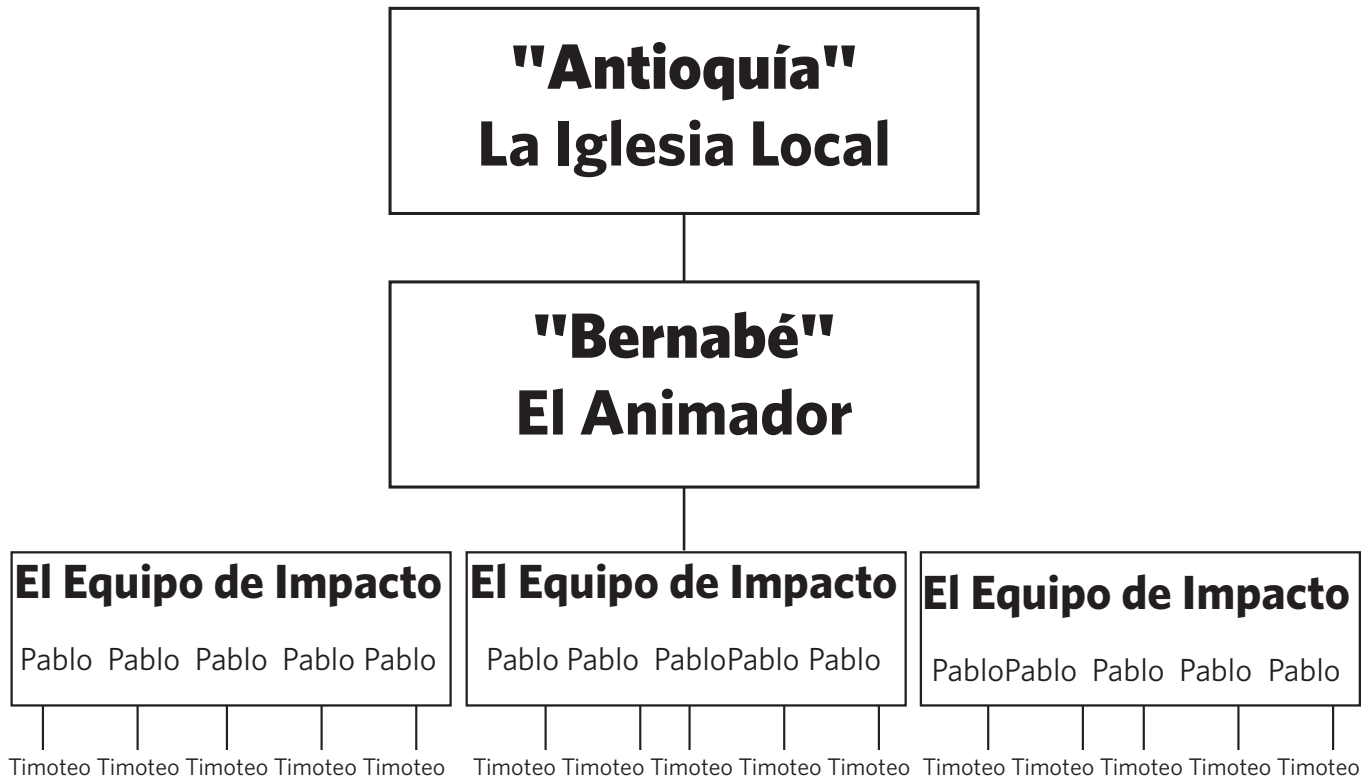 "Antioquía"
La Iglesia Local
"Bernabé"
El Animador
El Equipo de Impacto
Pablo Pablo Pablo Pablo Pablo
Timoteo Timoteo Timoteo Timoteo Timoteo
El Equipo de Impacto
Pablo Pablo PabloPablo Pablo
Timoteo Timoteo Timoteo Timoteo Timoteo
El Equipo de Impacto
PabloPablo Pablo Pablo Pablo
Timoteo Timoteo Timoteo Timoteo Timoteo